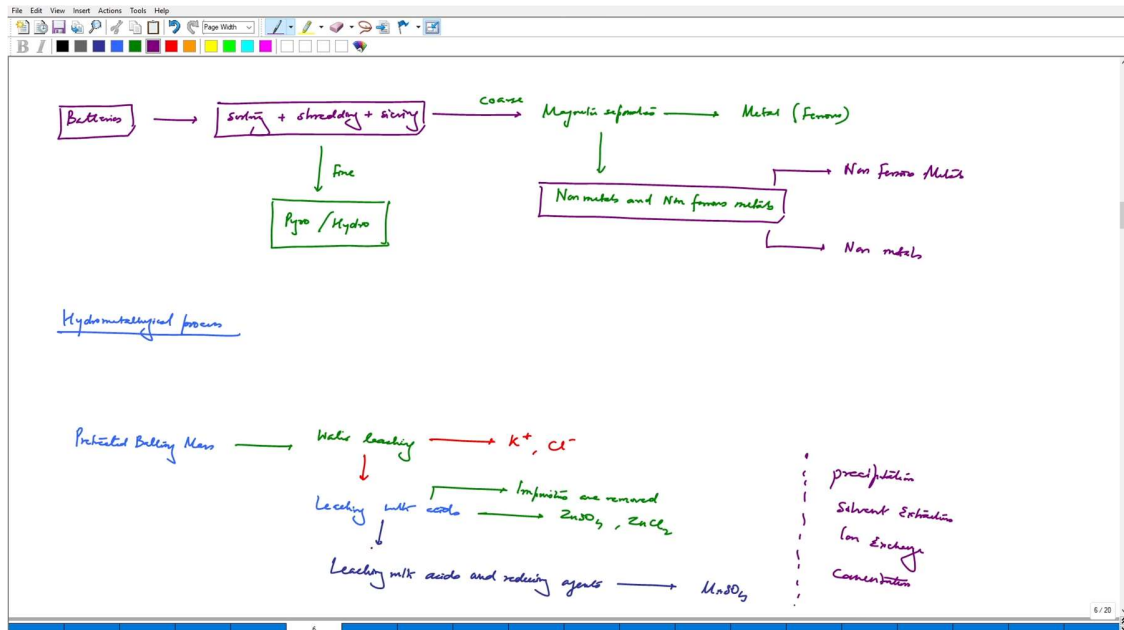 File Edit View Insert Actions Tools Help
Page Width
B I
Batteries
Sorting + shredding + sieving
coarse
Magnetic separation
Metal (Ferrous)
Fine
Pyro / Hydro
Non metals and Non ferrous metals
Non Ferrous Metals
Non metals
Hydrometallurgical process
Pretreated Battery Mass
Water leaching
K+, Cl-
Leaching with acids
Impurities are removed
ZnSO4, ZnCl2
Leaching with acids and reducing agents
MnSO4
precipitation
Solvent Extraction
Ion Exchange
Cementation
6 / 20
6